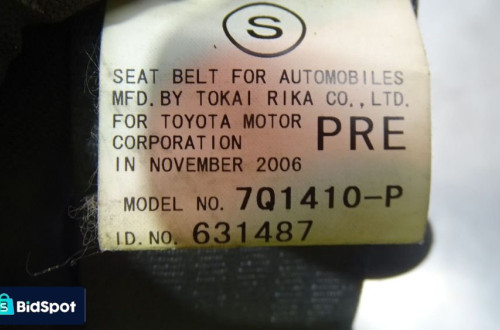 S
SEAT BELT FOR AUTOMOBILES
MFD. BY TOKAI RIKA CO., LTD.
FOR TOYOTA MOTOR
CORPORATION PRE
IN NOVEMBER 2006
MODEL NO. 7Q1410-P
I D. NO. 631487
S BidSpot